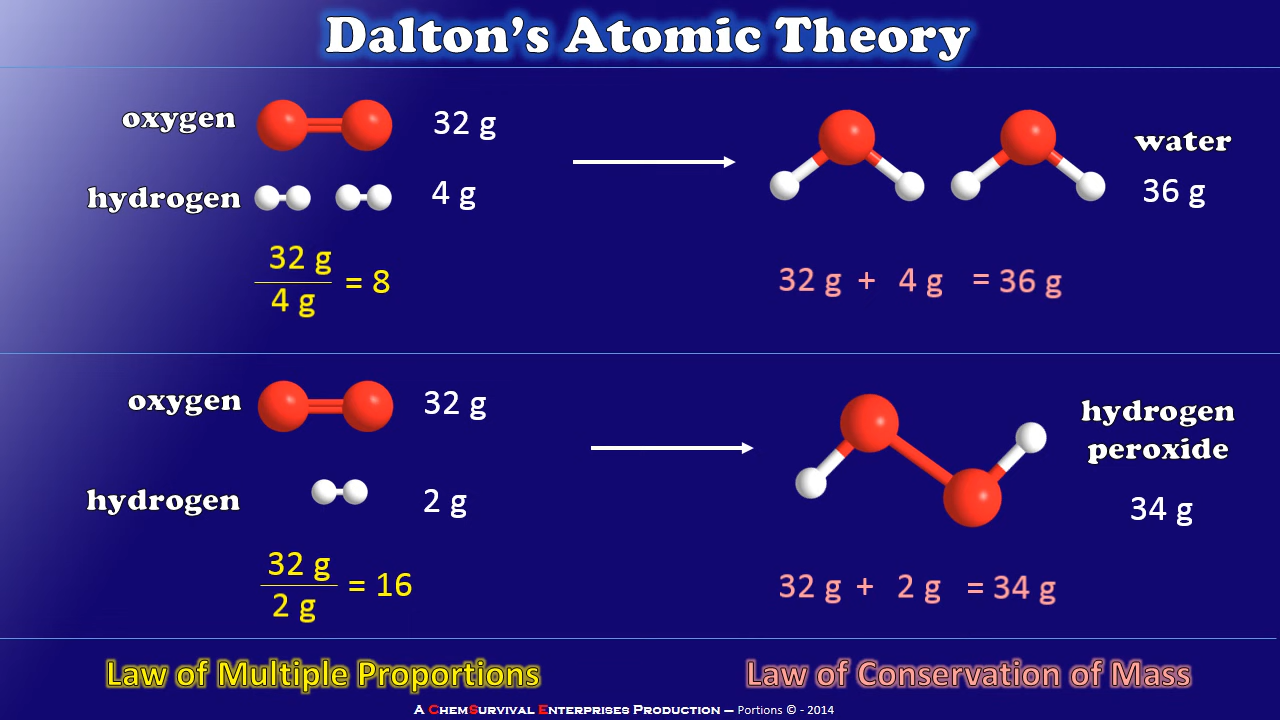 Dalton's Atomic Theory
oxygen 32 g
hydrogen 4 g
32 g
4 g
= 8
water
36 g
32 g + 4 g = 36 g
oxygen 32 g
hydrogen 2 g
32 g
2 g
= 16
hydrogen
peroxide
34 g
32 g + 2 g = 34 g
Law of Multiple Proportions
Law of Conservation of Mass
A ChemSurvival Enterprises Production – Portions © - 2014